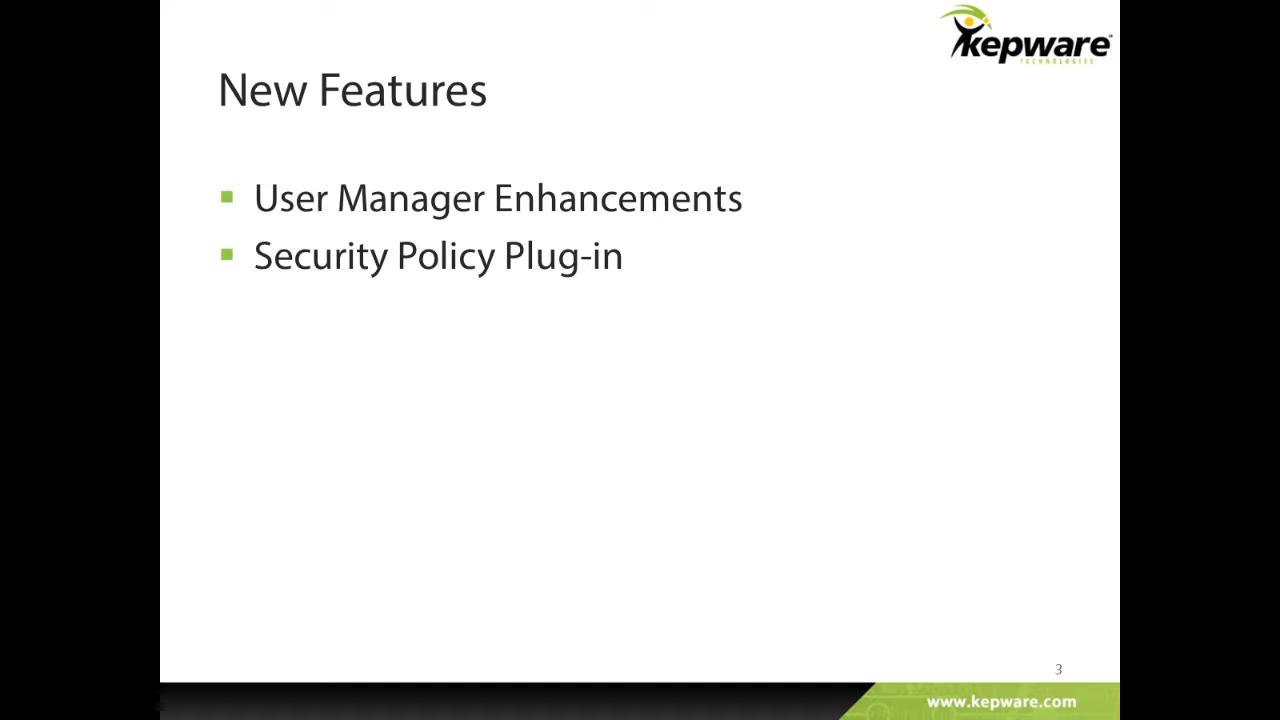 kepware
TECHNOLOGIES
New Features
User Manager Enhancements
Security Policy Plug-in
3
www.kepware.com